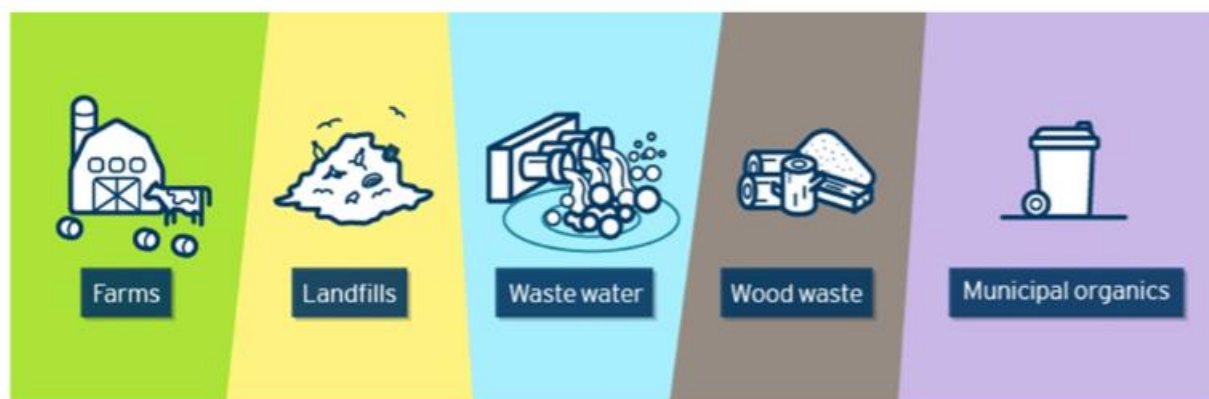 Farms
Landfills
Waste water
Wood waste
Municipal organics